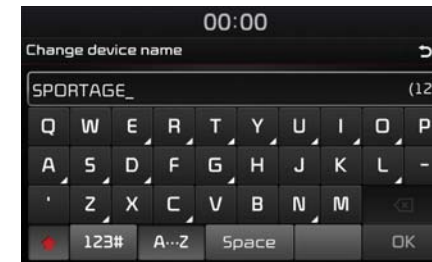 00:00
Change device name
SPORTAGE_ (12
Q W E R T Y U I O P
A S D F G H J K L -
' Z X C V B N M
123# A···Z Space OK